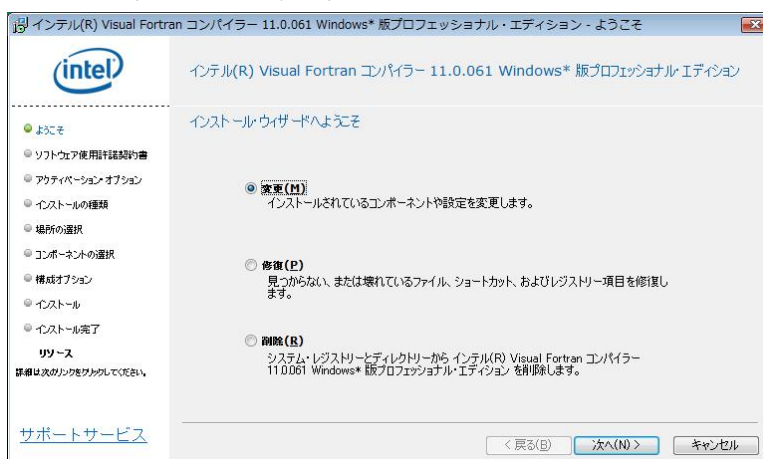 インテル(R) Visual Fortran コンパイラー 11.0.061 Windows* 版プロフェッショナル・エディション - ようこそ
intel
インテル(R) Visual Fortran コンパイラー 11.0.061 Windows* 版プロフェッショナル・エディション
インストール・ウィザードへようこそ
ようこそ
ソフトウェア使用許諾契約書
アクティベーション・オプション
インストールの種類
場所の選択
コンポーネントの選択
構成オプション
インストール
インストール完了
リソース
詳細は次のリンクをクリックしてください。
サポートサービス
変更(M)
インストールされているコンポーネントや設定を変更します。
修復(P)
見つからない、または壊れているファイル、ショートカット、およびレジストリー項目を修復し
ます。
削除(R)
システム・レジストリーとディレクトリーから インテル(R) Visual Fortran コンパイラー
11.0.061 Windows* 版プロフェッショナル・エディション を削除します。
< 戻る(B)
次へ(N) >
キャンセル